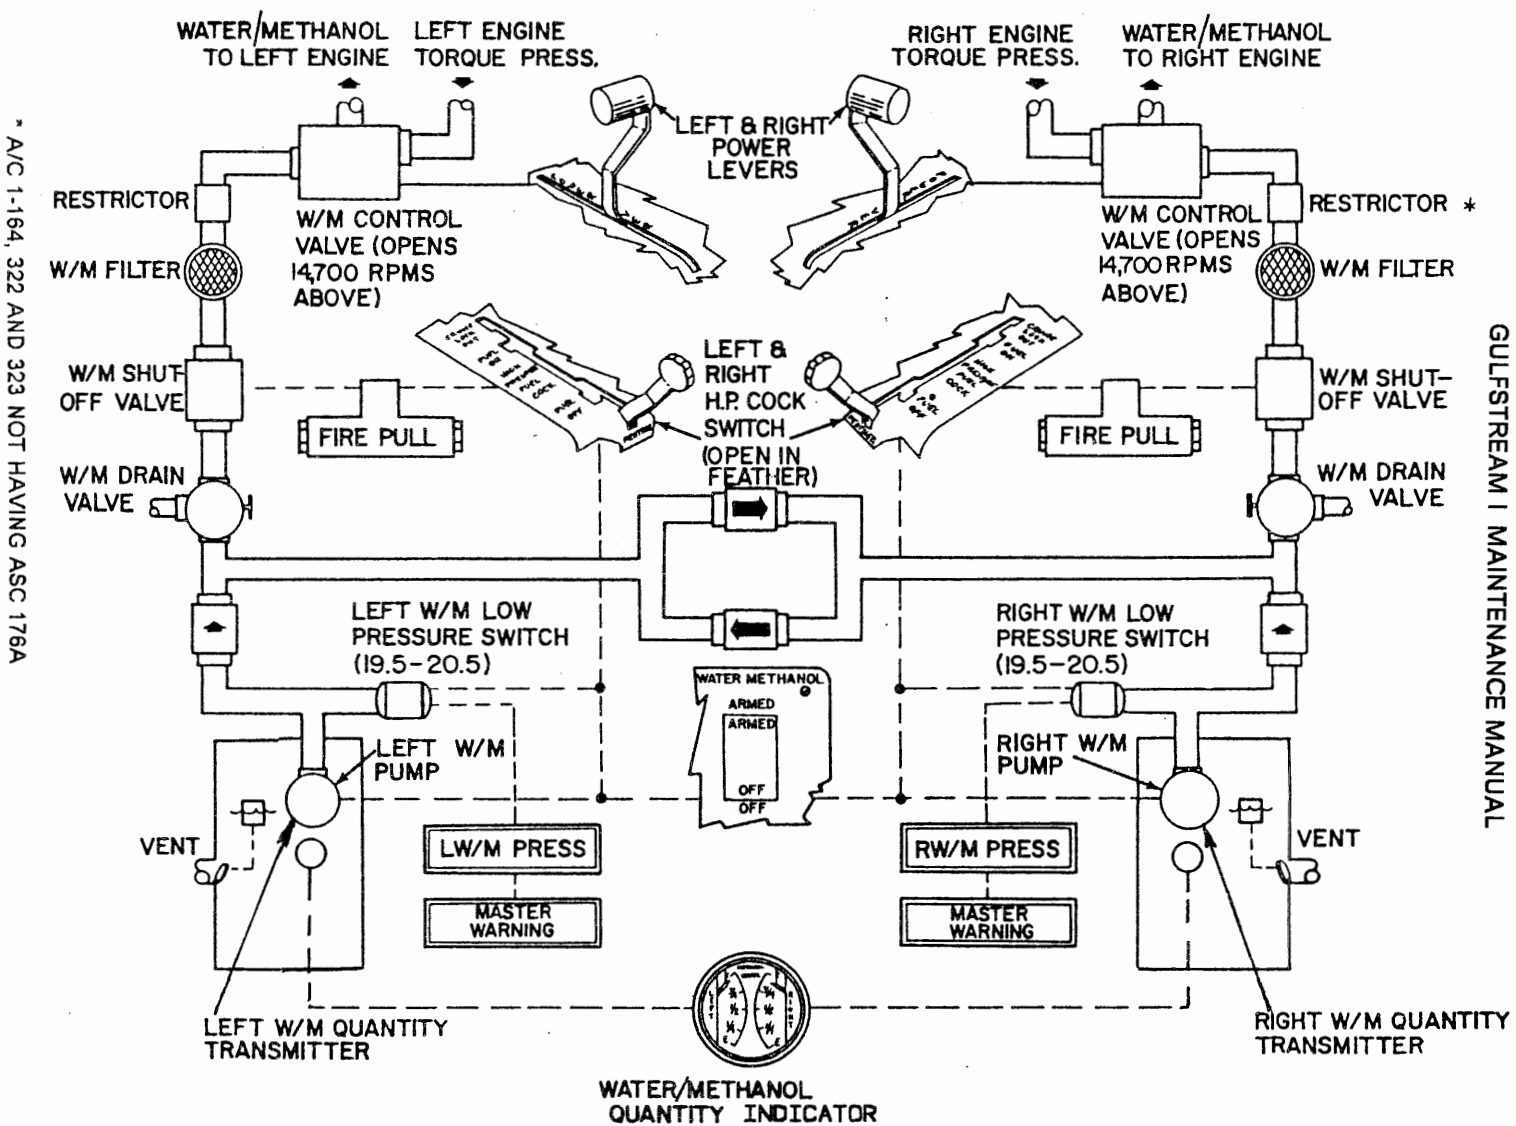 WATER/METHANOL
TO LEFT ENGINE
LEFT ENGINE
TORQUE PRESS.
RIGHT ENGINE
TORQUE PRESS.
WATER/METHANOL
TO RIGHT ENGINE
LEFT & RIGHT
POWER
LEVERS
RESTRICTOR
W/M CONTROL
VALVE (OPENS
14,700 RPMS
ABOVE)
W/M CONTROL
VALVE (OPENS
14,700 RPMS
ABOVE)
RESTRICTOR *
W/M FILTER
W/M FILTER
W/M SHUT-
OFF VALVE
FIRE PULL
LEFT &
RIGHT
H.P. COCK
SWITCH
(OPEN IN
FEATHER)
FIRE PULL
W/M SHUT-
OFF VALVE
W/M DRAIN
VALVE
W/M DRAIN
VALVE
LEFT W/M LOW
PRESSURE SWITCH
(19.5-20.5)
RIGHT W/M LOW
PRESSURE SWITCH
(19.5-20.5)
WATER METHANOL
ARMED
ARMED
OFF
OFF
LEFT W/M
PUMP
RIGHT W/M
PUMP
VENT
LW/M PRESS
RW/M PRESS
VENT
MASTER
WARNING
MASTER
WARNING
LEFT W/M QUANTITY
TRANSMITTER
RIGHT W/M QUANTITY
TRANSMITTER
WATER/METHANOL
QUANTITY INDICATOR
* A/C 1-164, 322 AND 323 NOT HAVING ASC 176A
GULFSTREAM I MAINTENANCE MANUAL